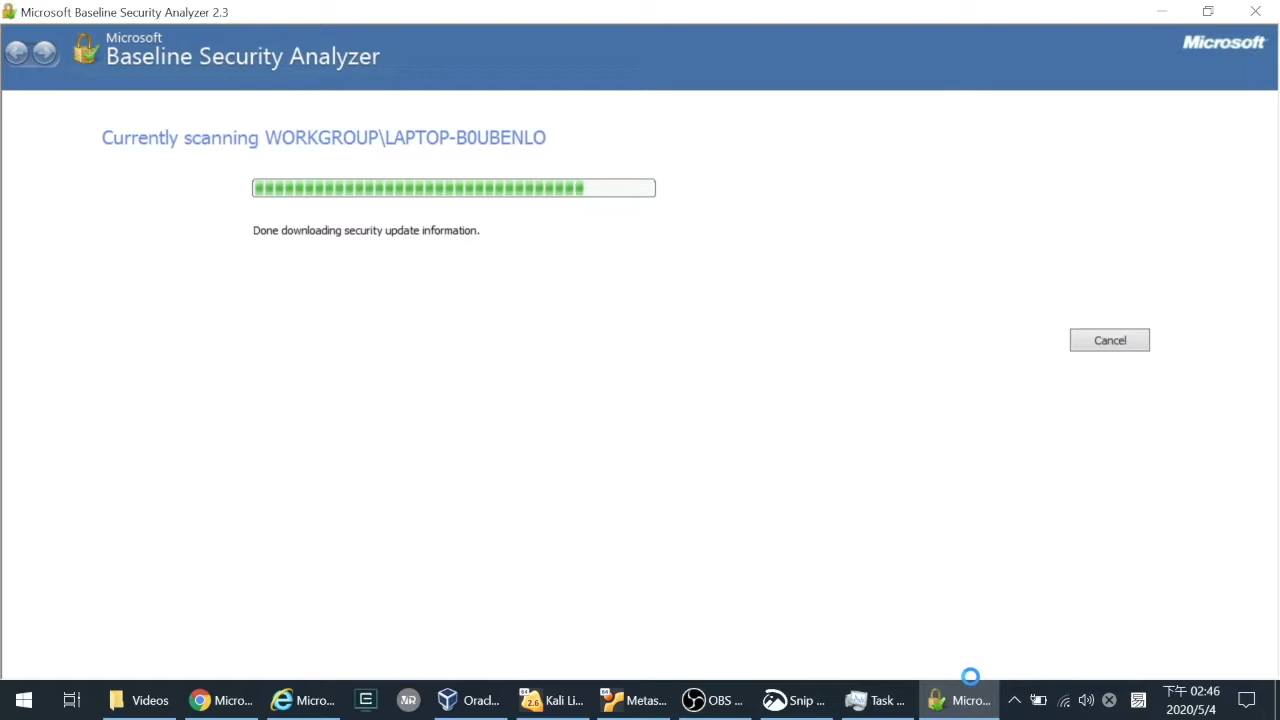 Microsoft Baseline Security Analyzer 2.3
Microsoft
Baseline Security Analyzer
Microsoft
Currently scanning WORKGROUP\LAPTOP-B0UBENLO
Done downloading security update information.
Cancel
Videos
Micro...
Micro...
Orad...
Kali Li...
Metas...
OBS ...
Snip ...
Task ...
Micro...
下午 02:46
2020/5/4